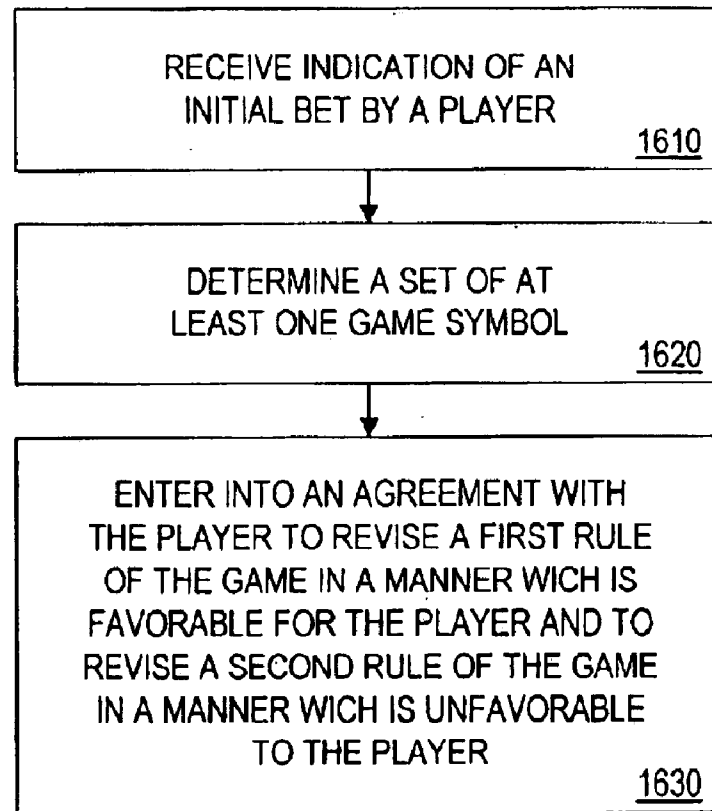 RECEIVE INDICATION OF AN
INITIAL BET BY A PLAYER
1610
DETERMINE A SET OF AT
LEAST ONE GAME SYMBOL
1620
ENTER INTO AN AGREEMENT WITH
THE PLAYER TO REVISE A FIRST RULE
OF THE GAME IN A MANNER WICH IS
FAVORABLE FOR THE PLAYER AND TO
REVISE A SECOND RULE OF THE GAME
IN A MANNER WICH IS UNFAVORABLE
TO THE PLAYER
1630